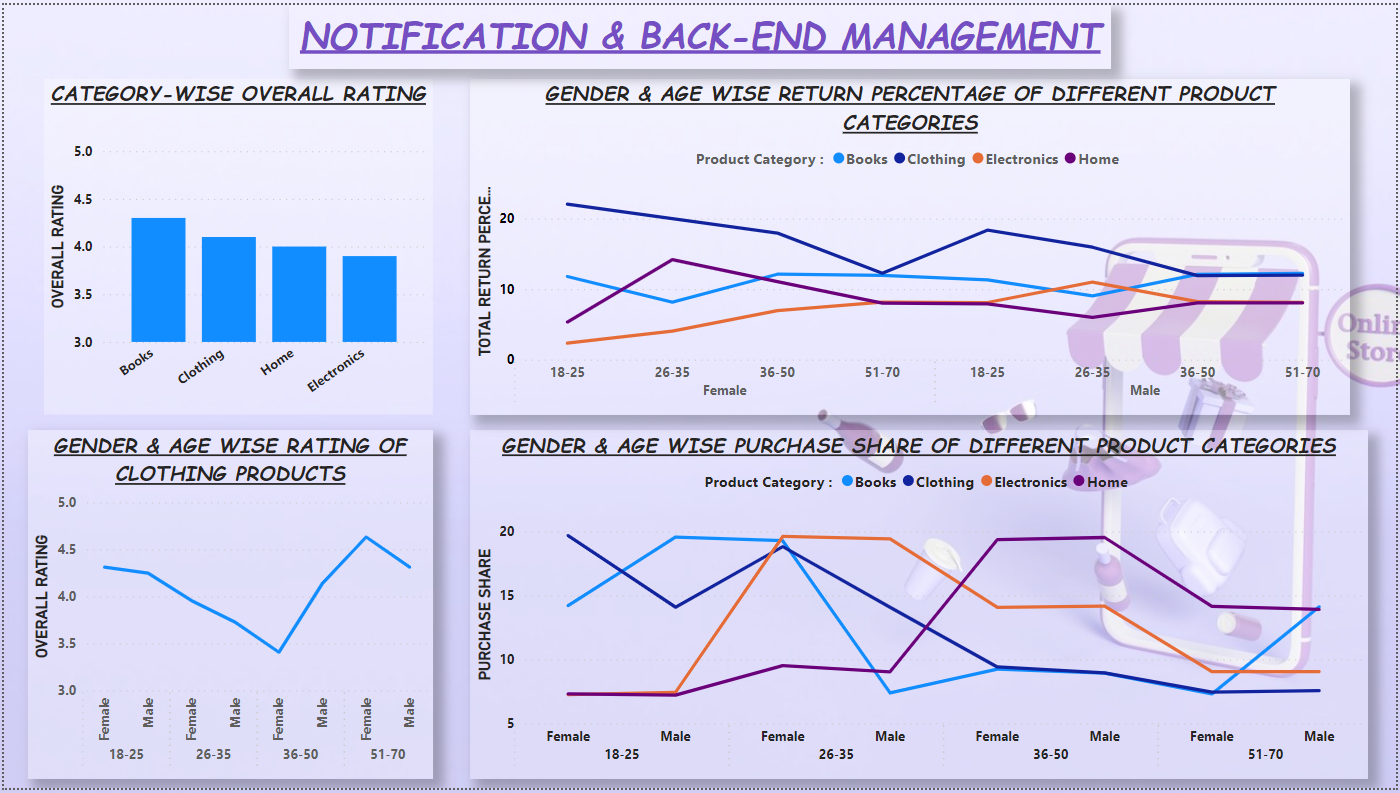 NOTIFICATION & BACK-END MANAGEMENT
CATEGORY-WISE OVERALL RATING
OVERALL RATING
5.0
4.5
4.0
3.5
3.0
Books
Clothing
Home
Electronics
GENDER & AGE WISE RETURN PERCENTAGE OF DIFFERENT PRODUCT
CATEGORIES
Product Category : Books Clothing Electronics Home
TOTAL RETURN PERCE...
20
10
0
18-25 26-35 36-50 51-70 18-25 26-35 36-50 51-70
Female Male
GENDER & AGE WISE RATING OF
CLOTHING PRODUCTS
OVERALL RATING
5.0
4.5
4.0
3.5
3.0
Female Male Female Male Female Male Female Male
18-25 26-35 36-50 51-70
GENDER & AGE WISE PURCHASE SHARE OF DIFFERENT PRODUCT CATEGORIES
Product Category : Books Clothing Electronics Home
PURCHASE SHARE
20
15
10
5
Female Male Female Male Female Male Female Male
18-25 26-35 36-50 51-70